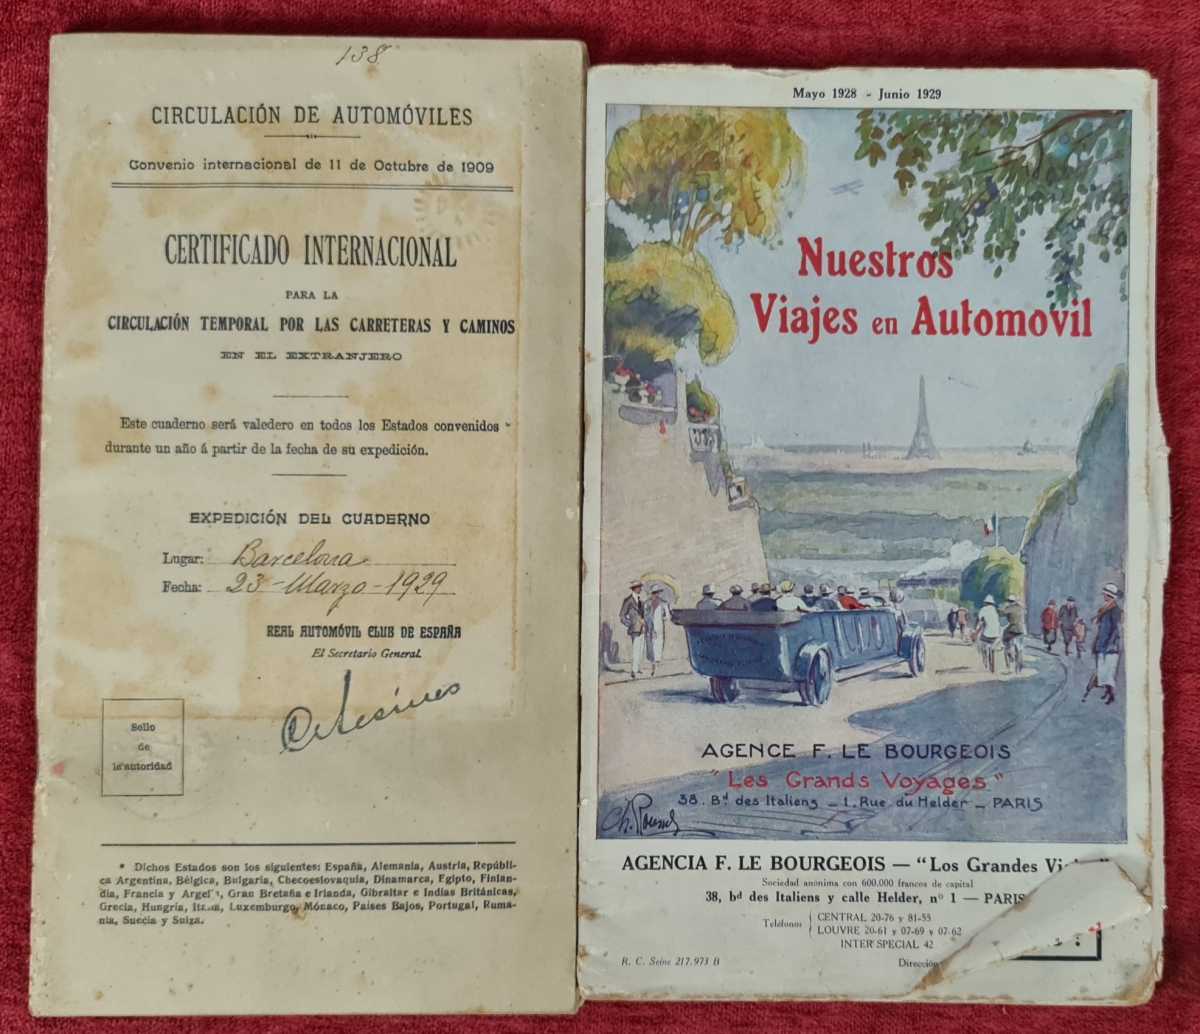 138
CIRCULACIÓN DE AUTOMÓVILES
Convenio internacional de 11 de Octubre de 1909
CERTIFICADO INTERNACIONAL
PARA LA
CIRCULACIÓN TEMPORAL POR LAS CARRETERAS Y CAMINOS
EN EL EXTRANJERO
Este cuaderno será valedero en todos los Estados convenidos *
durante un año á partir de la fecha de su expedición.
EXPEDICIÓN DEL CUADERNO
Lugar: Barcelona
Fecha: 23-Marzo-1929
REAL AUTOMÓVIL CLUB DE ESPAÑA
El Secretario General.
Sello
de
la autoridad
* Dichos Estados son los siguientes: España, Alemania, Austria, Repúbli-
ca Argentina, Bélgica, Bulgaria, Checoeslovaquia, Dinamarca, Egipto, Finlan-
dia, Francia y Argel, Gran Bretaña e Irlanda, Gibraltar e Indias Británicas,
Grecia, Hungría, Italia, Luxemburgo, Mónaco, Países Bajos, Portugal, Ruma-
nia, Suecia y Suiza.
Mayo 1928 - Junio 1929
Nuestros
Viajes en Automovil
AGENCE F. LE BOURGEOIS
"Les Grands Voyages"
38. Bd des Italiens _ 1. Rue du Helder _ PARIS
AGENCIA F. LE BOURGEOIS — "Los Grandes
Sociedad anónima con 600.000 francos de capital
38, bd des Italiens y calle Helder, nº 1 — PARIS
Teléfonos
CENTRAL 20-76 y 81-55
LOUVRE 20-61 y 07-69 y 07-62
INTER SPECIAL 42
R. C. Seine 217.973 B